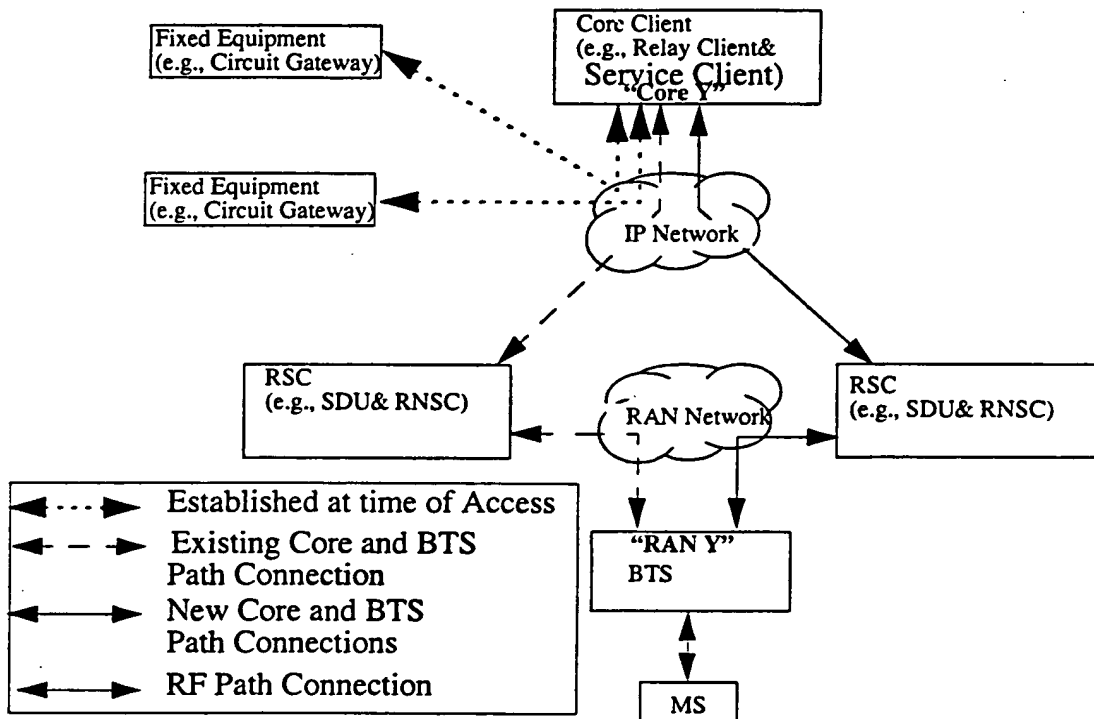 Fixed Equipment
(e.g., Circuit Gateway)
Core Client
(e.g., Relay Client&
Service Client)
“Core Y”
Fixed Equipment
(e.g., Circuit Gateway)
IP Network
RSC
(e.g., SDU& RNSC)
RAN Network
RSC
(e.g., SDU& RNSC)
Established at time of Access
Existing Core and BTS
Path Connection
New Core and BTS
Path Connections
RF Path Connection
“RAN Y”
BTS
MS